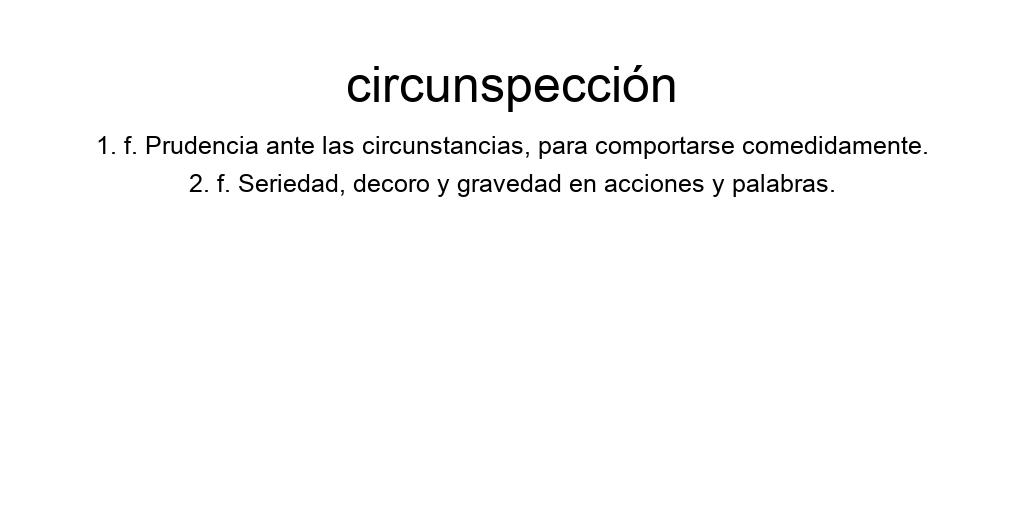 circunspección
1. f. Prudencia ante las circunstancias, para comportarse comedidamente.
2. f. Seriedad, decoro y gravedad en acciones y palabras.